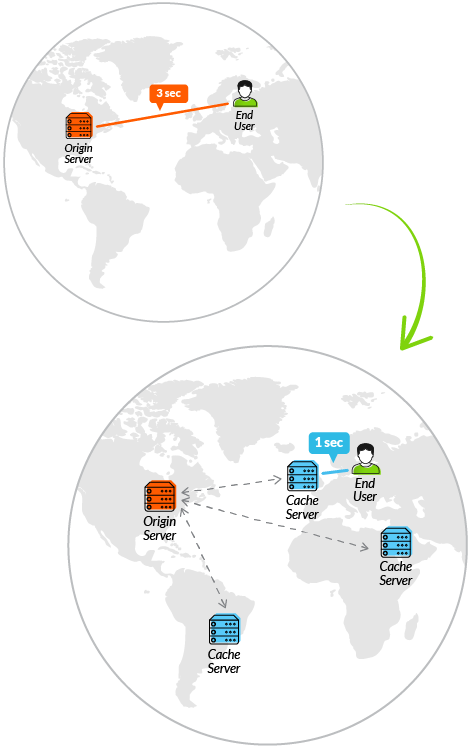 3 sec
End
User
Origin
Server
1 sec
End
User
Cache
Server
Origin
Server
Cache
Server
Cache
Server